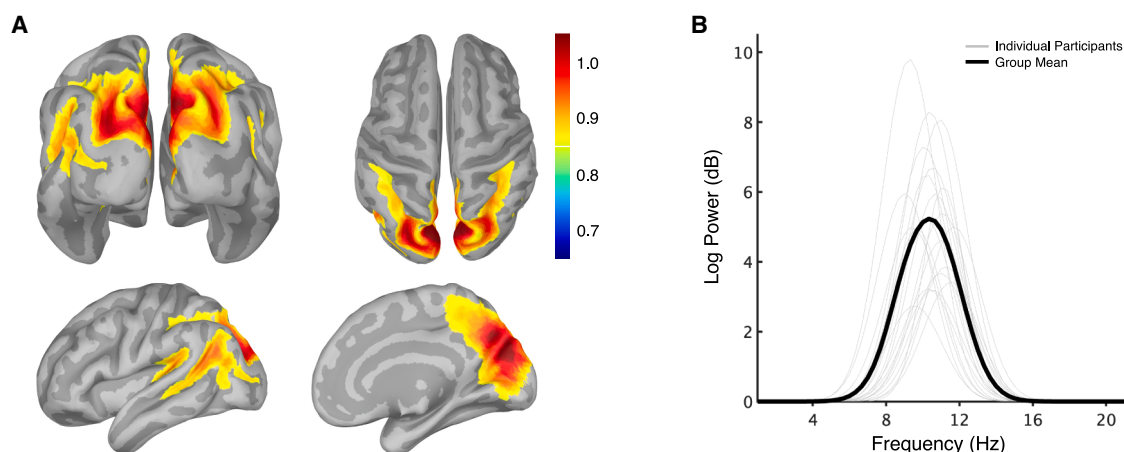 A
1.0
0.9
0.8
0.7
B
Individual Participants
Group Mean
Log Power (dB)
10
8
6
4
2
0
4
8
12
16
20
Frequency (Hz)